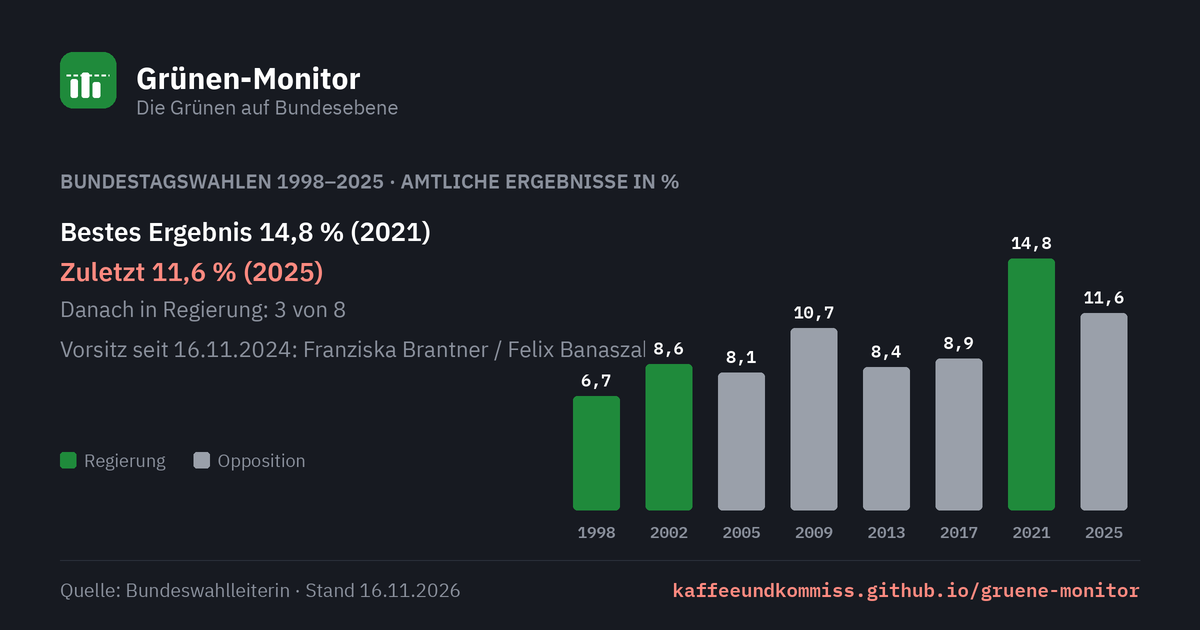 Grünen-Monitor
Die Grünen auf Bundesebene
BUNDESTAGSWAHLEN 1998–2025 · AMTLICHE ERGEBNISSE IN %
Bestes Ergebnis 14,8 % (2021)
Zuletzt 11,6 % (2025)
Danach in Regierung: 3 von 8
Vorsitz seit 16.11.2024: Franziska Brantner / Felix
Regierung Opposition
6,7 8,6 8,1 10,7 8,4 8,9 14,8 11,6
1998 2002 2005 2009 2013 2017 2021 2025
Quelle: Bundeswahlleiterin · Stand 16.11.2026
kaffeeundkommiss.github.io/gruene-monitor